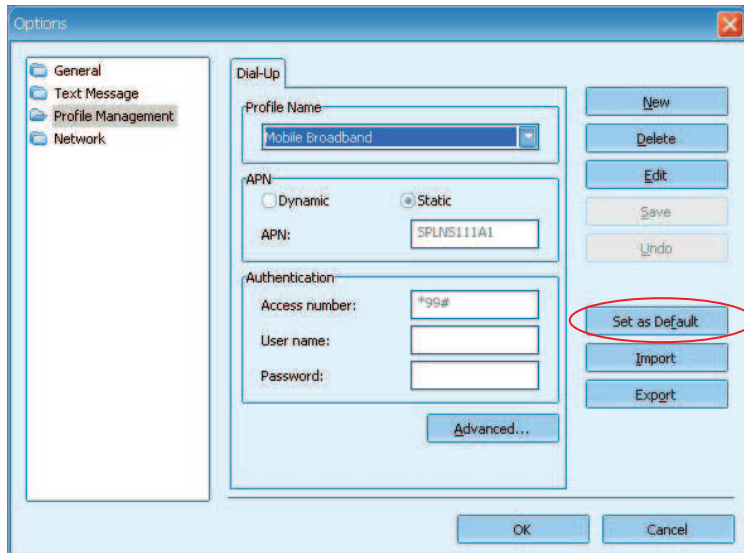 Options
General
Text Message
Profile Management
Network
Dial-Up
Profile Name
Mobile Broadband
APN
Dynamic
Static
APN:
SPLNS111A1
Authentication
Access number:
*99#
User name:
Password:
Advanced...
New
Delete
Edit
Save
Undo
Set as Default
Import
Export
OK
Cancel